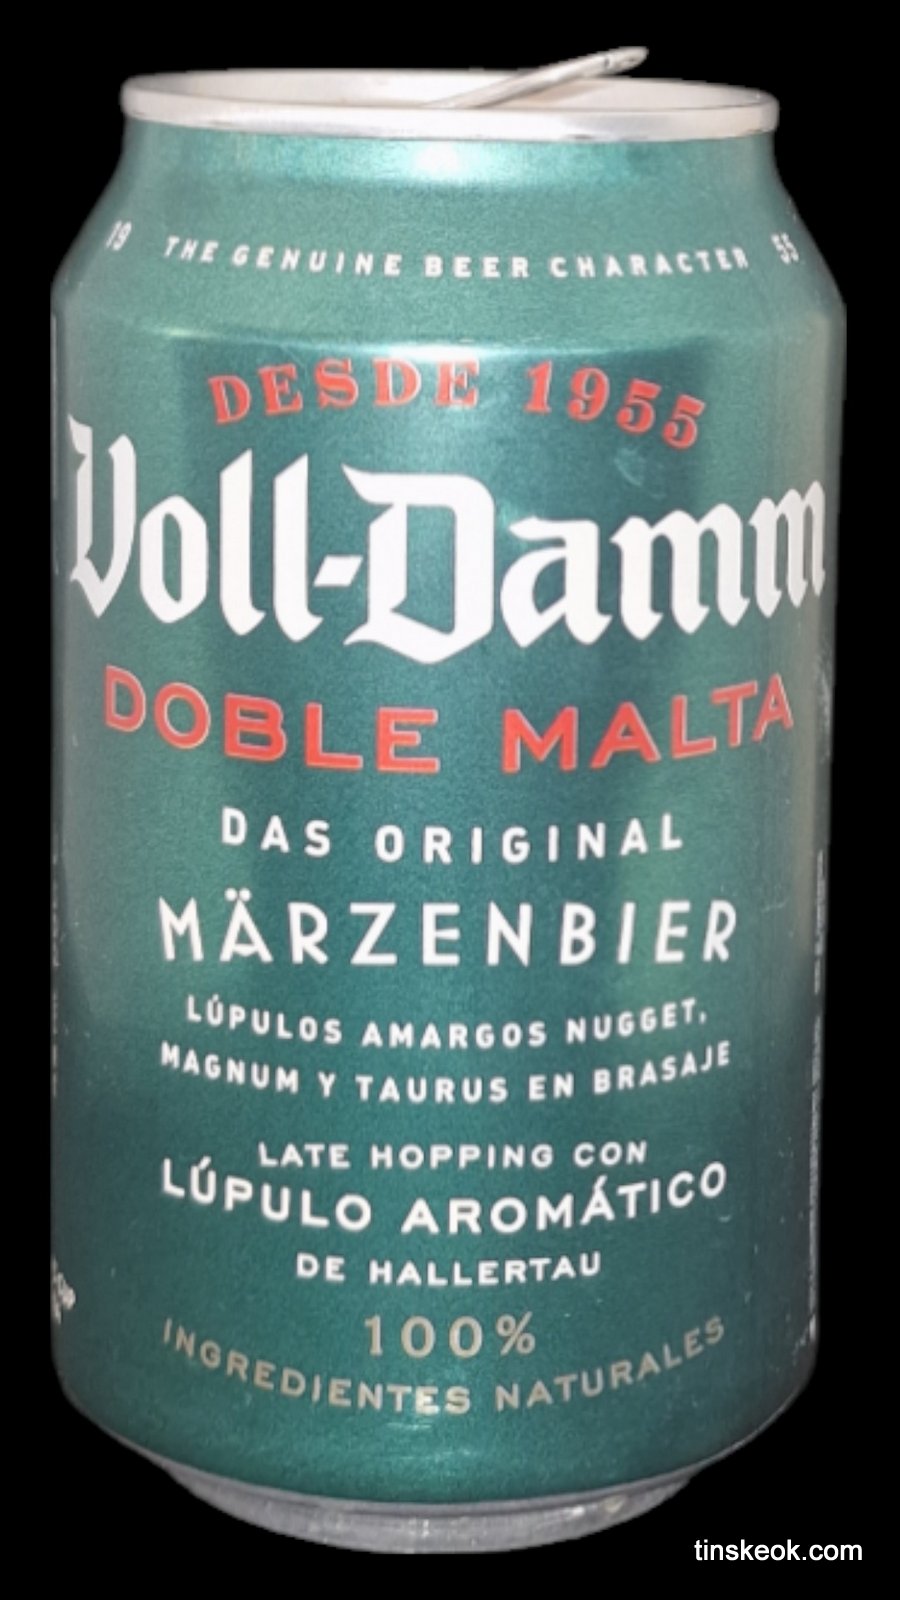 19 THE GENUINE BEER CHARACTER 55
DESDE 1955
Voll-Damm
DOBLE MALTA
DAS ORIGINAL
MÄRZENBIER
LÚPULOS AMARGOS NUGGET,
MAGNUM Y TAURUS EN BRASAJE
LATE HOPPING CON
LÚPULO AROMÁTICO
DE HALLERTAU
100%
INGREDIENTES NATURALES
tinskeok.com